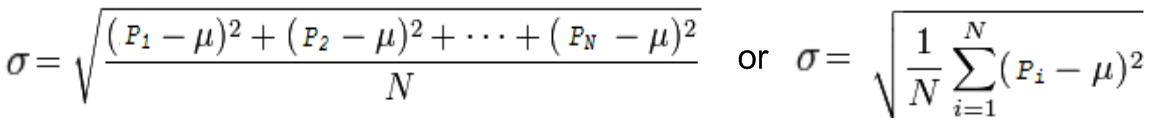 σ = √(((P₁ − μ)² + (P₂ − μ)² + ⋯ + (P_N − μ)²) / N) or σ = √((1/N) ∑_{i=1}^{N} (P_i − μ)²)